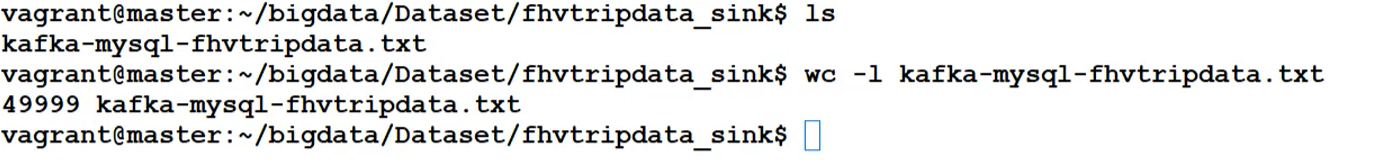 vagrant@master:~/bigdata/Dataset/fhvtripdata_sink$ ls
kafka-mysql-fhvtripdata.txt
vagrant@master:~/bigdata/Dataset/fhvtripdata_sink$ wc -l kafka-mysql-fhvtripdata.txt
49999 kafka-mysql-fhvtripdata.txt
vagrant@master:~/bigdata/Dataset/fhvtripdata_sink$